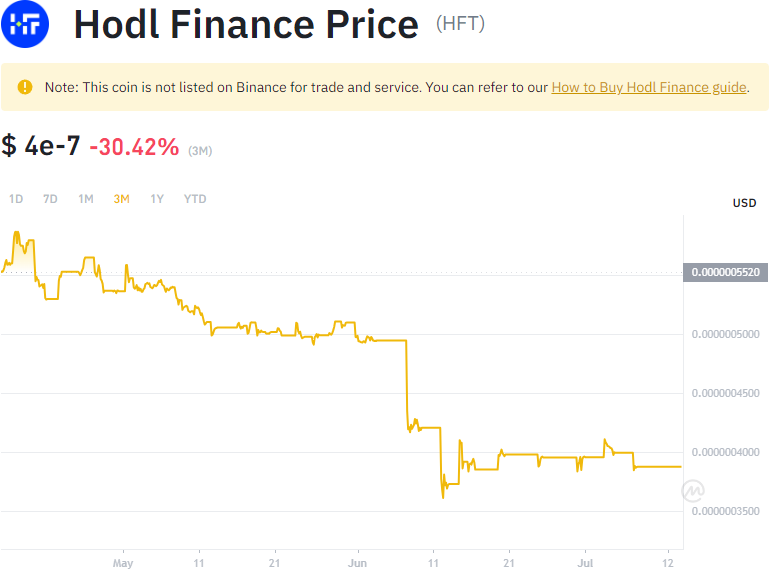 HF
Hodl Finance Price (HFT)
Note: This coin is not listed on Binance for trade and service. You can refer to our How to Buy Hodl Finance guide.
$ 4e-7 -30.42% (3M)
1D 7D 1M 3M 1Y YTD
USD
0.0000005520
0.0000005000
0.0000004500
0.0000004000
0.0000003500
May 11 21 Jun 11 21 Jul 12